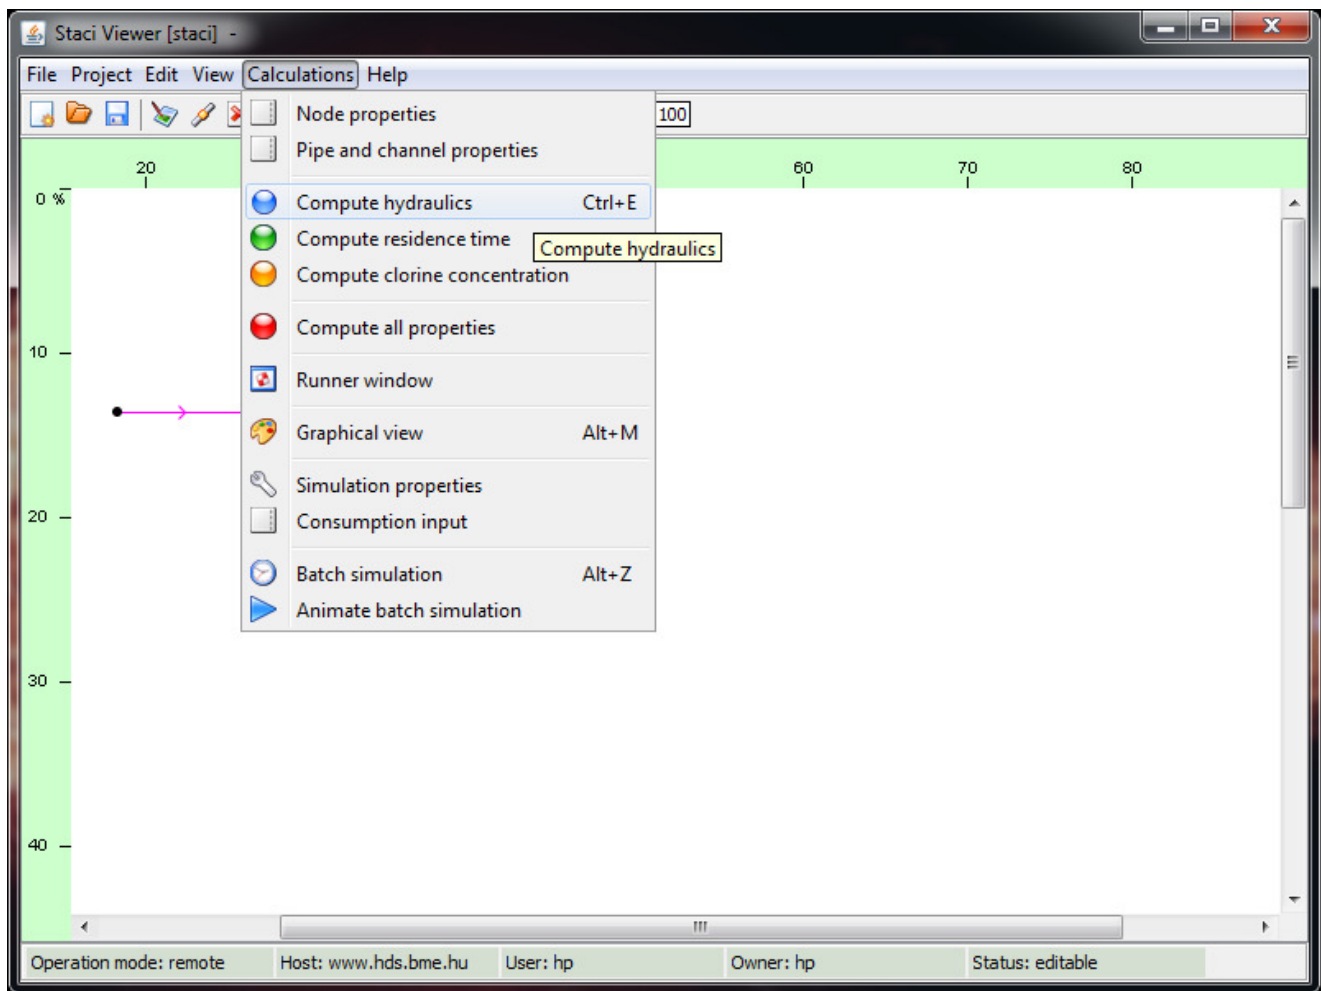 Staci Viewer [staci] -
File Project Edit View Calculations Help
100
Node properties
Pipe and channel properties
Compute hydraulics Ctrl+E
Compute residence time
Compute hydraulics
Compute clorine concentration
Compute all properties
Runner window
Graphical view Alt+M
Simulation properties
Consumption input
Batch simulation Alt+Z
Animate batch simulation
20 60 70 80
0 %
10
20
30
40
Operation mode: remote Host: www.hds.bme.hu User: hp Owner: hp Status: editable